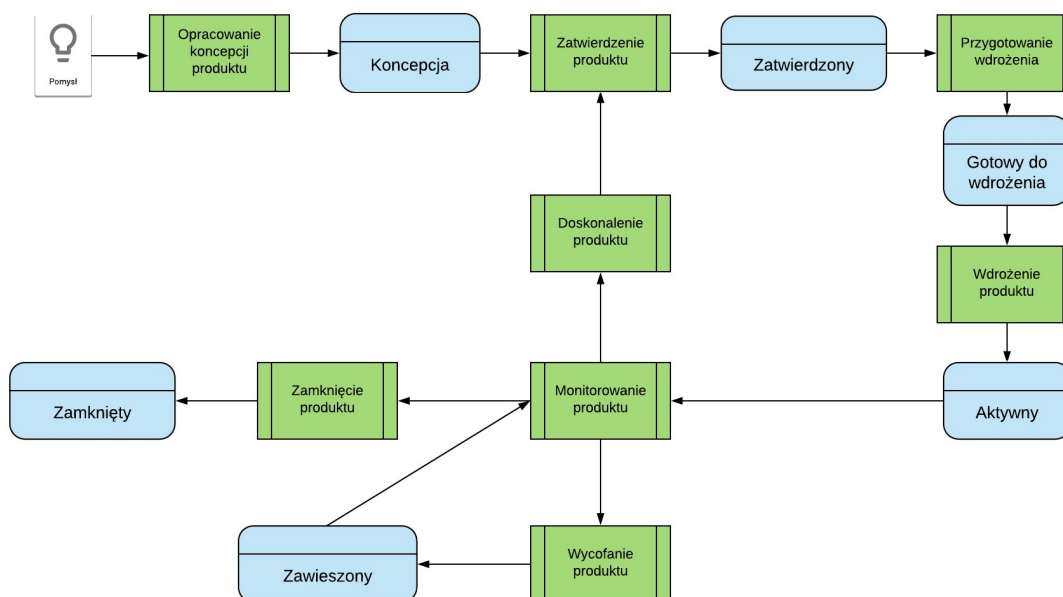 Pomysł
Opracowanie
koncepcji
produktu
Koncepcja
Zatwierdzenie
produktu
Zatwierdzony
Przygotowanie
wdrożenia
Gotowy do
wdrożenia
Doskonalenie
produktu
Wdrożenie
produktu
Zamknięty
Zamknięcie
produktu
Monitorowanie
produktu
Aktywny
Zawieszony
Wycofanie
produktu